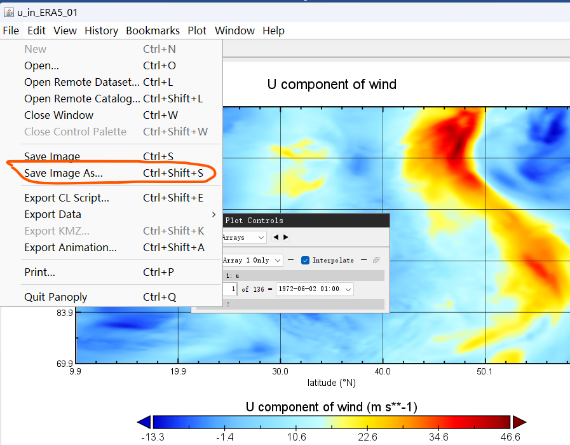 u_in_ERA5_01
File Edit View History Bookmarks Plot Window Help
New Ctrl+N
Open... Ctrl+O
Open Remote Dataset... Ctrl+L
Open Remote Catalog... Ctrl+Shift+L
Close Window Ctrl+W
Close Control Palette Ctrl+Shift+W
Save Image Ctrl+S
Save Image As... Ctrl+Shift+S
Export CL Script... Ctrl+Shift+E
Export Data
Export KMZ... Ctrl+Shift+K
Export Animation... Ctrl+Shift+A
Print... Ctrl+P
Quit Panoply Ctrl+Q
U component of wind
Plot Controls
Arrays
Array 1 Only Interpolate
1: u
1 of 136 = 1972-06-02 01:00
83.9
69.9
9.9 19.9 30.0 40.0 50.1
latitude (°N)
U component of wind (m s**-1)
-13.3 -1.4 10.6 22.6 34.6 46.6